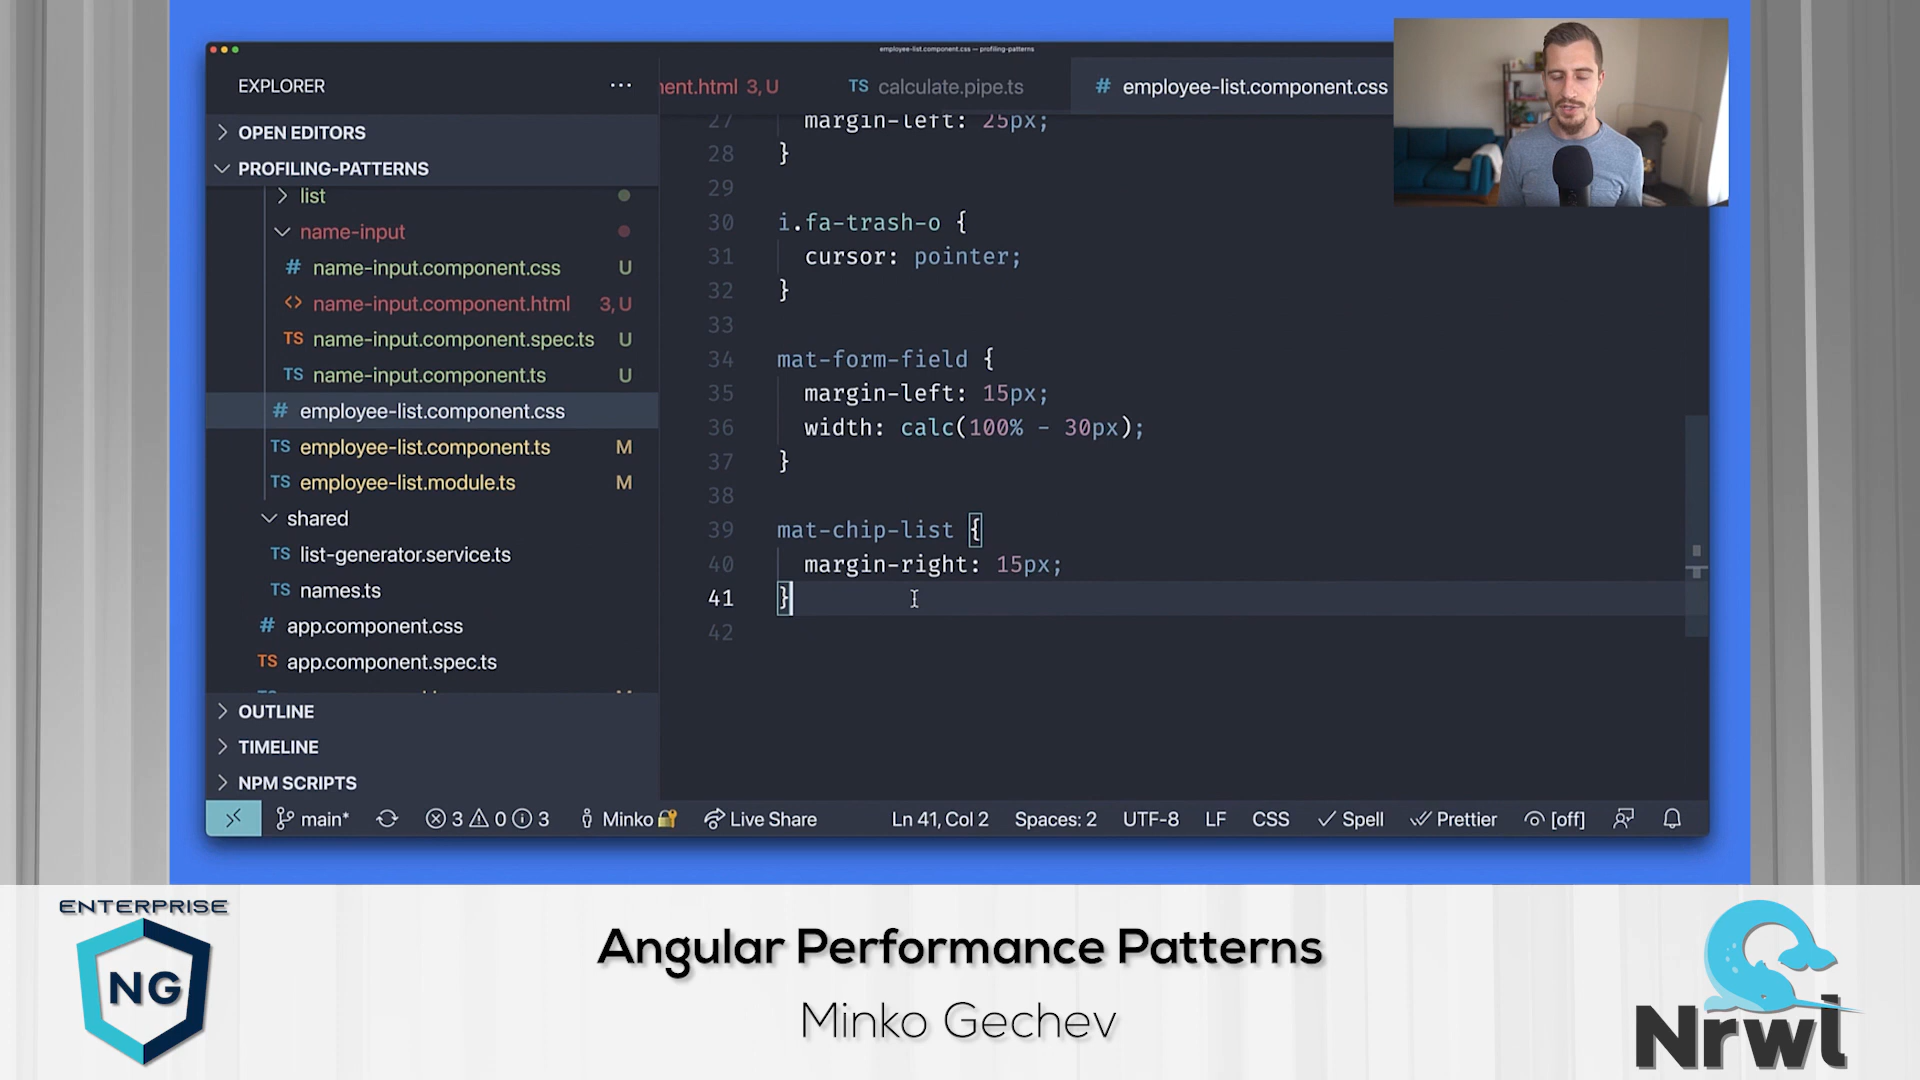 employee-list.component.css — profiling-patterns
EXPLORER
OPEN EDITORS
PROFILING-PATTERNS
list
name-input
# name-input.component.css U
<> name-input.component.html 3, U
TS name-input.component.spec.ts U
TS name-input.component.ts U
# employee-list.component.css
TS employee-list.component.ts M
TS employee-list.module.ts M
shared
TS list-generator.service.ts
TS names.ts
# app.component.css
TS app.component.spec.ts
OUTLINE
TIMELINE
NPM SCRIPTS
nent.html 3, U
TS calculate.pipe.ts
# employee-list.component.css
27 margin-left: 25px;
28 }
29
30 i.fa-trash-o {
31 cursor: pointer;
32 }
33
34 mat-form-field {
35 margin-left: 15px;
36 width: calc(100% - 30px);
37 }
38
39 mat-chip-list {
40 margin-right: 15px;
41 }
42
main* 3 0 3 Minko Live Share Ln 41, Col 2 Spaces: 2 UTF-8 LF CSS Spell Prettier [off]
ENTERPRISE
NG
Angular Performance Patterns
Minko Gechev
Nrwl